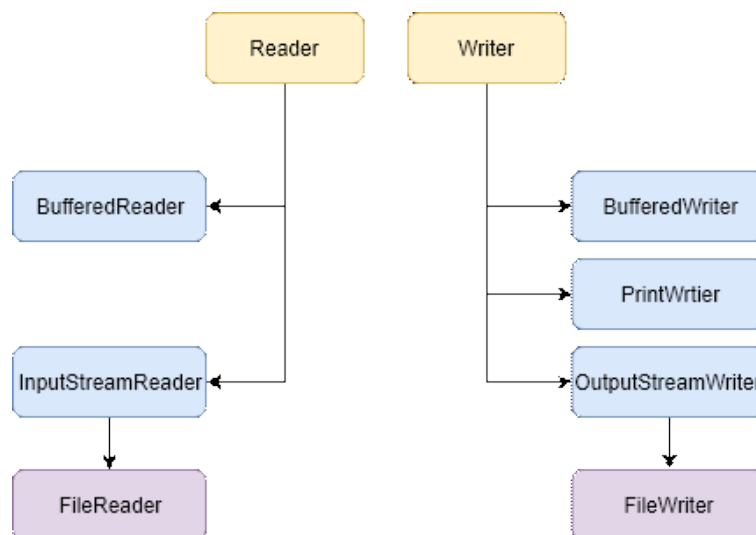 Reader
Writer
BufferedReader
BufferedWriter
PrintWrtier
InputStreamReader
OutputStreamWriter
FileReader
FileWriter